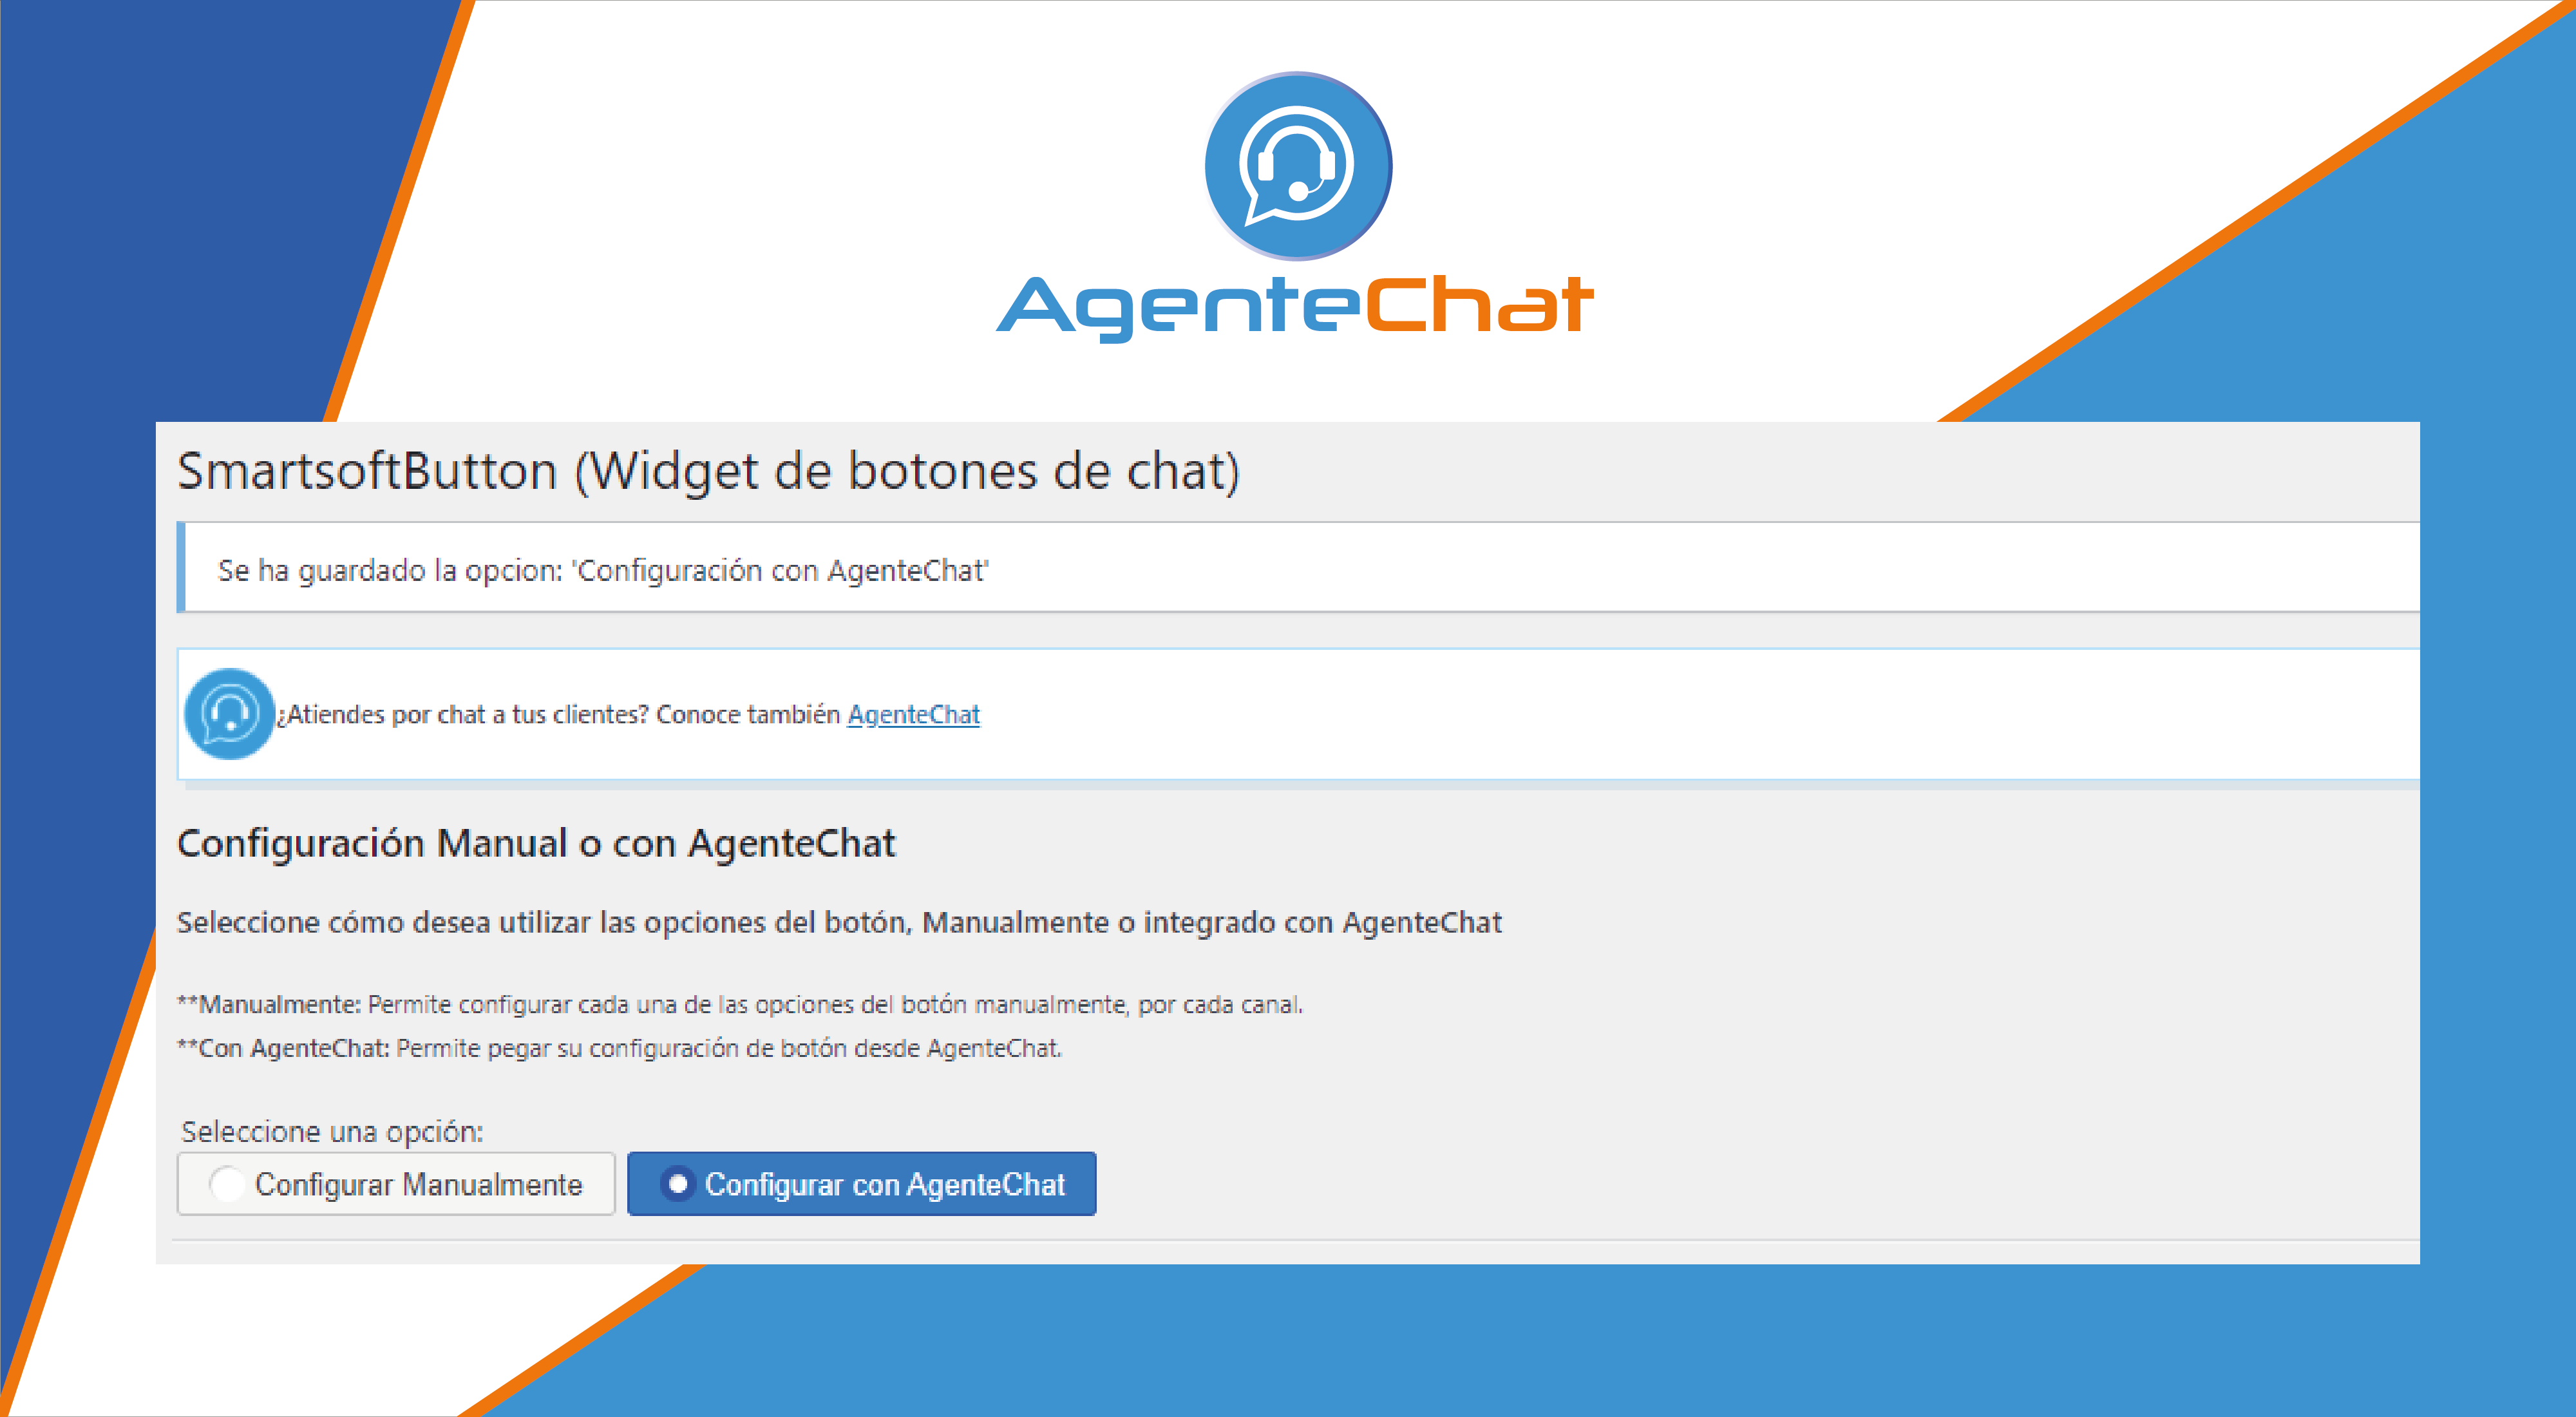 AgenteChat
SmartsoftButton (Widget de botones de chat)
Se ha guardado la opcion: 'Configuración con AgenteChat'
¿Atiendes por chat a tus clientes? Conoce también AgenteChat
Configuración Manual o con AgenteChat
Seleccione cómo desea utilizar las opciones del botón, Manualmente o integrado con AgenteChat
**Manualmente: Permite configurar cada una de las opciones del botón manualmente, por cada canal.
**Con AgenteChat: Permite pegar su configuración de botón desde AgenteChat.
Seleccione una opción:
Configurar Manualmente Configurar con AgenteChat